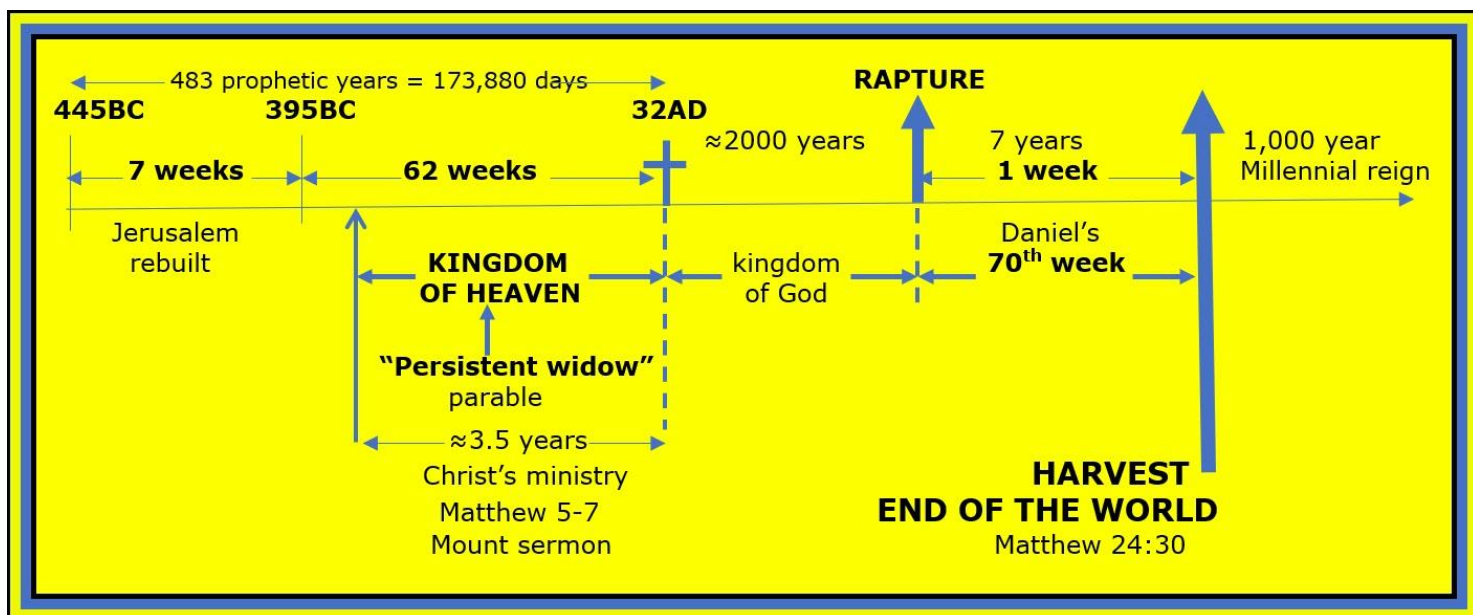 483 prophetic years = 173,880 days
445BC
395BC
32AD
RAPTURE
≈2000 years
7 years
1,000 year
Millennial reign
7 weeks
62 weeks
1 week
Jerusalem
rebuilt
KINGDOM
OF HEAVEN
kingdom
of God
Daniel’s
70th week
“Persistent widow”
parable
≈3.5 years
Christ’s ministry
Matthew 5-7
Mount sermon
HARVEST
END OF THE WORLD
Matthew 24:30